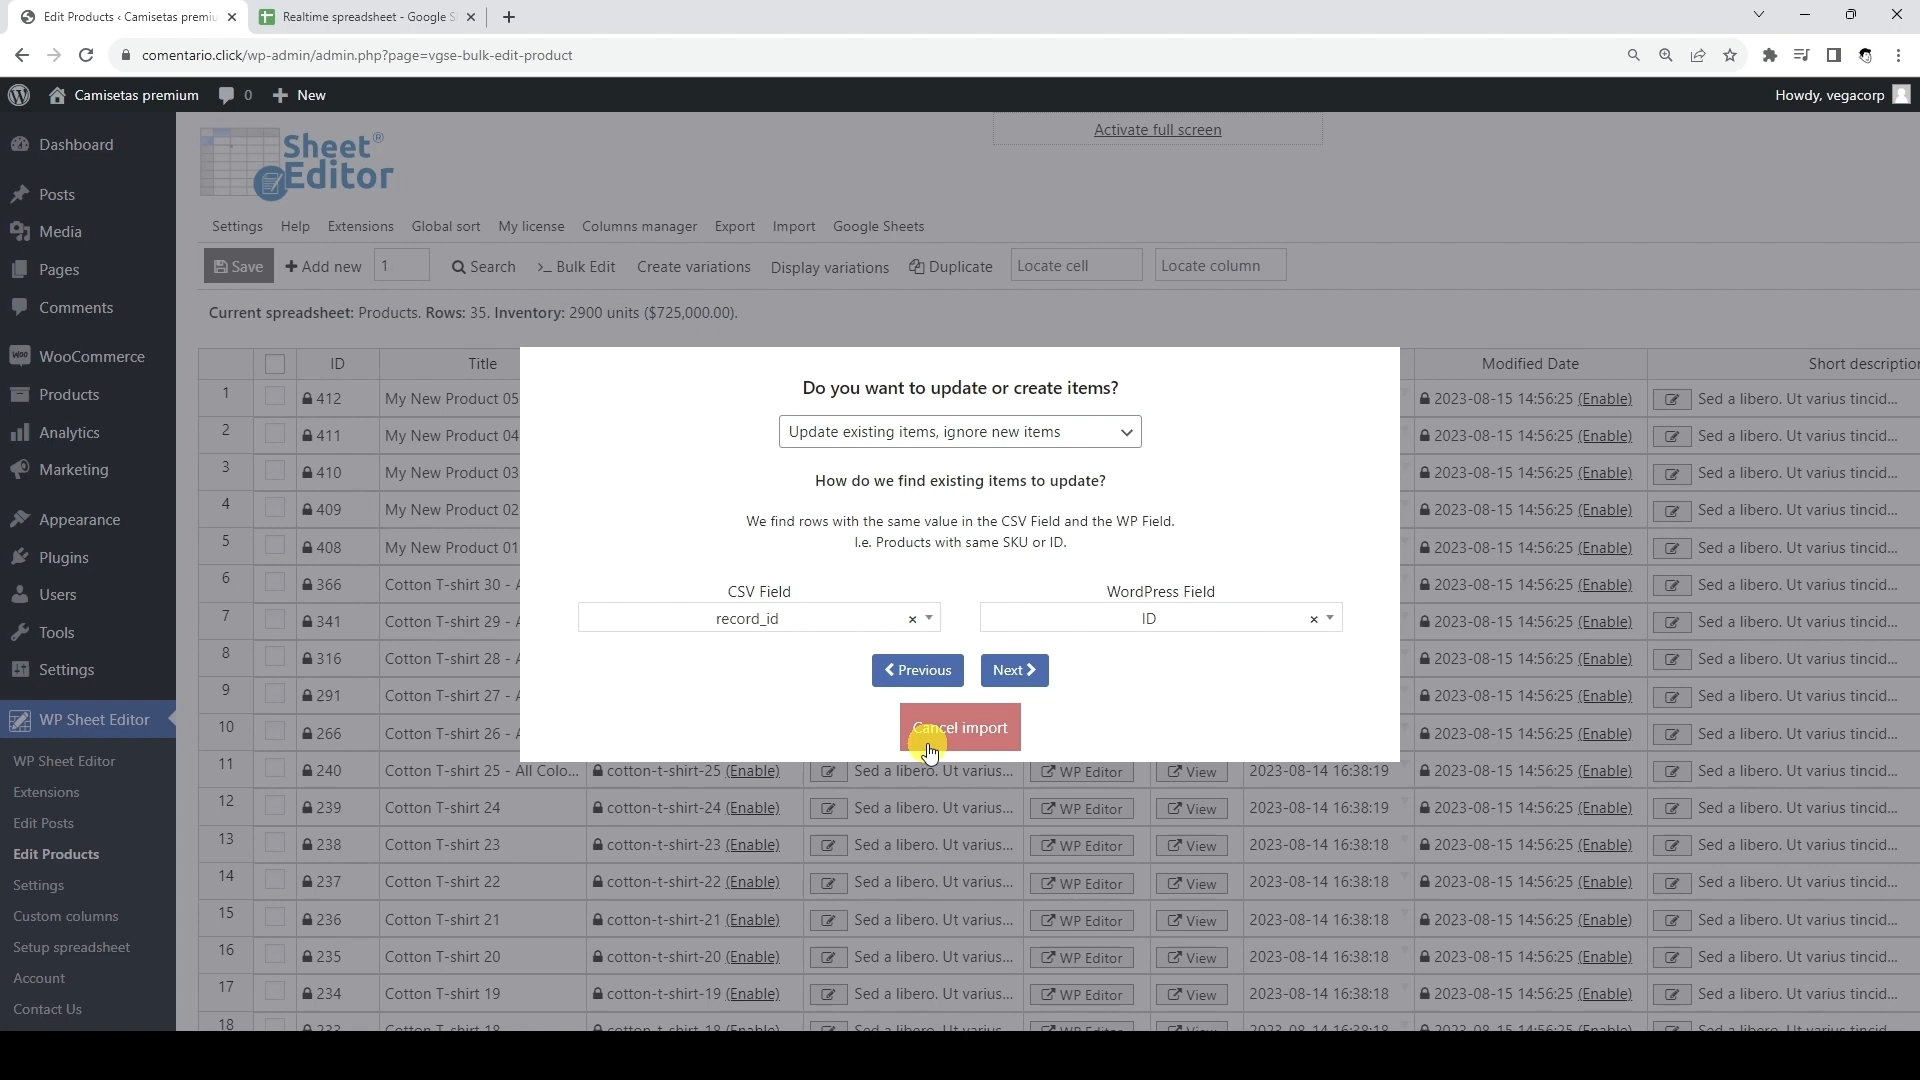 Edit Products ‹ Camisetas premiu
Realtime spreadsheet - Google S
comentario.click/wp-admin/admin.php?page=vgse-bulk-edit-product
Camisetas premium 0 New
Howdy, vegacorp
Dashboard
Posts
Media
Pages
Comments
WooCommerce
Products
Analytics
Marketing
Appearance
Plugins
Users
Tools
Settings
WP Sheet Editor
WP Sheet Editor
Extensions
Edit Posts
Edit Products
Settings
Custom columns
Setup spreadsheet
Account
Contact Us
Sheet®
Editor
Activate full screen
Settings Help Extensions Global sort My license Columns manager Export Import Google Sheets
Save Add new 1 Search Bulk Edit Create variations Display variations Duplicate Locate cell Locate column
Current spreadsheet: Products. Rows: 35. Inventory: 2900 units ($725,000.00).
ID Title Modified Date Short description
1 412 My New Product 05 2023-08-15 14:56:25 (Enable) Sed a libero. Ut varius tincid...
2 411 My New Product 04 2023-08-15 14:56:25 (Enable) Sed a libero. Ut varius tincid...
3 410 My New Product 03 2023-08-15 14:56:25 (Enable) Sed a libero. Ut varius tincid...
4 409 My New Product 02 2023-08-15 14:56:25 (Enable) Sed a libero. Ut varius tincid...
5 408 My New Product 01 2023-08-15 14:56:25 (Enable) Sed a libero. Ut varius tincid...
6 366 Cotton T-shirt 30 - A 2023-08-15 14:56:25 (Enable) Sed a libero. Ut varius tincid...
7 341 Cotton T-shirt 29 - A 2023-08-15 14:56:25 (Enable) Sed a libero. Ut varius tincid...
8 316 Cotton T-shirt 28 - A 2023-08-15 14:56:25 (Enable) Sed a libero. Ut varius tincid...
9 291 Cotton T-shirt 27 - A 2023-08-15 14:56:25 (Enable) Sed a libero. Ut varius tincid...
10 266 Cotton T-shirt 26 - A 2023-08-15 14:56:25 (Enable) Sed a libero. Ut varius tincid...
11 240 Cotton T-shirt 25 - All Colo... cotton-t-shirt-25 (Enable) Sed a libero. Ut varius... WP Editor View 2023-08-14 16:38:19 2023-08-15 14:56:25 (Enable) Sed a libero. Ut varius tincid...
12 239 Cotton T-shirt 24 cotton-t-shirt-24 (Enable) Sed a libero. Ut varius... WP Editor View 2023-08-14 16:38:19 2023-08-15 14:56:25 (Enable) Sed a libero. Ut varius tincid...
13 238 Cotton T-shirt 23 cotton-t-shirt-23 (Enable) Sed a libero. Ut varius... WP Editor View 2023-08-14 16:38:18 2023-08-15 14:56:25 (Enable) Sed a libero. Ut varius tincid...
14 237 Cotton T-shirt 22 cotton-t-shirt-22 (Enable) Sed a libero. Ut varius... WP Editor View 2023-08-14 16:38:18 2023-08-15 14:56:25 (Enable) Sed a libero. Ut varius tincid...
15 236 Cotton T-shirt 21 cotton-t-shirt-21 (Enable) Sed a libero. Ut varius... WP Editor View 2023-08-14 16:38:18 2023-08-15 14:56:25 (Enable) Sed a libero. Ut varius tincid...
16 235 Cotton T-shirt 20 cotton-t-shirt-20 (Enable) Sed a libero. Ut varius... WP Editor View 2023-08-14 16:38:18 2023-08-15 14:56:25 (Enable) Sed a libero. Ut varius tincid...
17 234 Cotton T-shirt 19 cotton-t-shirt-19 (Enable) Sed a libero. Ut varius... WP Editor View 2023-08-14 16:38:18 2023-08-15 14:56:25 (Enable) Sed a libero. Ut varius tincid...
18
Do you want to update or create items?
Update existing items, ignore new items
How do we find existing items to update?
We find rows with the same value in the CSV Field and the WP Field.
I.e. Products with same SKU or ID.
CSV Field WordPress Field
record_id × ID ×
Previous Next
Cancel import